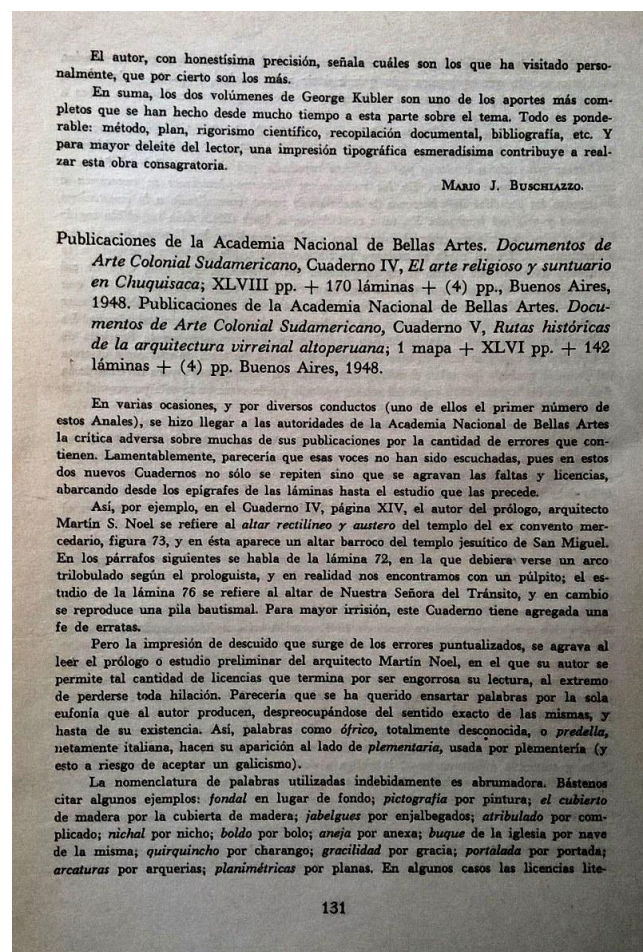 El autor, con honestísima precisión, señala cuáles son los que ha visitado perso-
nalmente, que por cierto son los más.
En suma, los dos volúmenes de George Kubler son uno de los aportes más com-
pletos que se han hecho desde mucho tiempo a esta parte sobre el tema. Todo es ponde-
rable: método, plan, rigorismo científico, recopilación documental, bibliografía, etc. Y
para mayor deleite del lector, una impresión tipográfica esmeradísima contribuye a real-
zar esta obra consagratoria.
Mario J. Buschiazzo.
Publicaciones de la Academia Nacional de Bellas Artes. Documentos de
Arte Colonial Sudamericano, Cuaderno IV, El arte religioso y suntuario
en Chuquisaca; XLVIII pp. + 170 láminas + (4) pp., Buenos Aires,
1948. Publicaciones de la Academia Nacional de Bellas Artes. Docu-
mentos de Arte Colonial Sudamericano, Cuaderno V, Rutas históricas
de la arquitectura virreinal altoperuana; 1 mapa + XLVI pp. + 142
láminas + (4) pp. Buenos Aires, 1948.
En varias ocasiones, y por diversos conductos (uno de ellos el primer número de
estos Anales), se hizo llegar a las autoridades de la Academia Nacional de Bellas Artes
la crítica adversa sobre muchas de sus publicaciones por la cantidad de errores que con-
tienen. Lamentablemente, parecería que esas voces no han sido escuchadas, pues en estos
dos nuevos Cuadernos no sólo se repiten sino que se agravan las faltas y licencias,
abarcando desde los epígrafes de las láminas hasta el estudio que las precede.
Así, por ejemplo, en el Cuaderno IV, página XIV, el autor del prólogo, arquitecto
Martín S. Noel se refiere al altar rectilíneo y austero del templo del ex convento mer-
cedario, figura 73, y en ésta aparece un altar barroco del templo jesuítico de San Miguel.
En los párrafos siguientes se habla de la lámina 72, en la que debiera verse un arco
trilobulado según el prologuista, y en realidad nos encontramos con un púlpito; el es-
tudio de la lámina 76 se refiere al altar de Nuestra Señora del Tránsito, y en cambio
se reproduce una pila bautismal. Para mayor irrisión, este Cuaderno tiene agregada una
fe de erratas.
Pero la impresión de descuido que surge de los errores puntualizados, se agrava al
leer el prólogo o estudio preliminar del arquitecto Martín Noel, en el que su autor se
permite tal cantidad de licencias que termina por ser engorrosa su lectura, al extremo
de perderse toda hilación. Parecería que se ha querido ensartar palabras por la sola
eufonía que al autor producen, despreocupándose del sentido exacto de las mismas, y
hasta de su existencia. Así, palabras como ófrico, totalmente desconocida, o predella,
netamente italiana, hacen su aparición al lado de plementaria, usada por plementería (y
esto a riesgo de aceptar un galicismo).
La nomenclatura de palabras utilizadas indebidamente es abrumadora. Bástenos
citar algunos ejemplos: fondal en lugar de fondo; pictografía por pintura; el cubierto
de madera por la cubierta de madera; jabelgues por enjalbegados; atribulado por com-
plicado; nichal por nicho; boldo por bolo; aneja por anexa; buque de la iglesia por nave
de la misma; quirquincho por charango; gracilidad por gracia; portalada por portada;
arcaturas por arquerías; planimétricas por planas. En algunos casos las licencias lite-
131